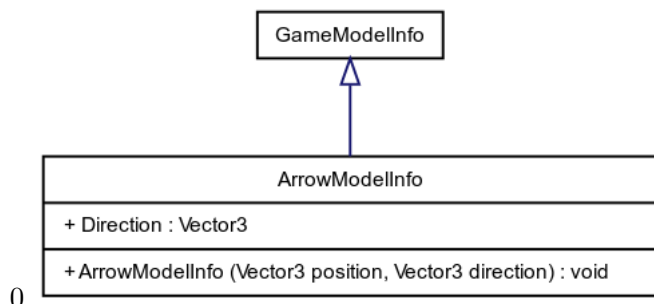 GameModelInfo
ArrowModelInfo
+ Direction : Vector3
+ ArrowModelInfo (Vector3 position, Vector3 direction) : void
0